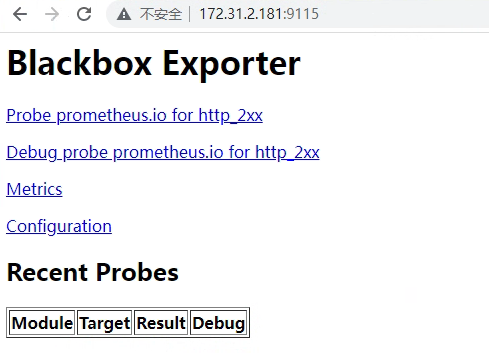 不安全 172.31.2.181:9115
Blackbox Exporter
Probe prometheus.io for http_2xx
Debug probe prometheus.io for http_2xx
Metrics
Configuration
Recent Probes
Module Target Result Debug